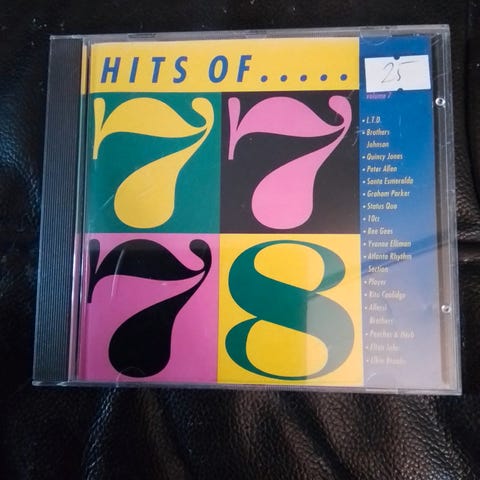 HITS OF.....
25
77
78
volume 7
• L.T.D.
• Brothers
Johnson
• Quincy Jones
• Peter Allen
• Santa Esmeralda
• Graham Parker
• Status Quo
• 10cc
• Bee Gees
• Yvonne Elliman
• Atlanta Rhythm
Section
• Player
• Rita Coolidge
• Allessi
Brothers
• Peaches & Herb
• Elton John
• Elkie Brooks